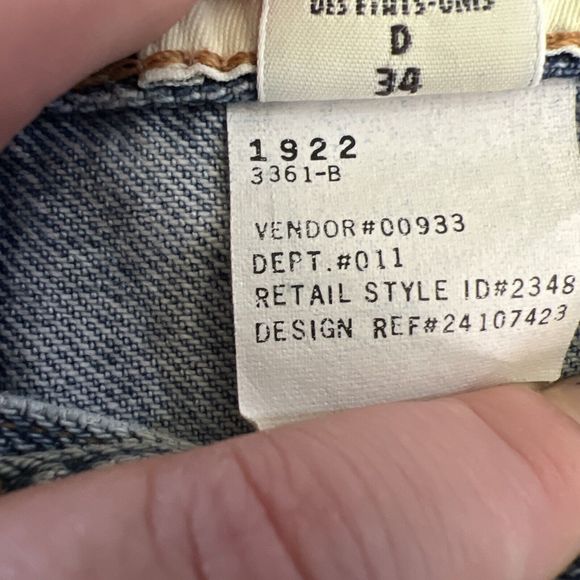 DES ETATS-UNIS
D
34
1922
3361-B
VENDOR#00933
DEPT.#011
RETAIL STYLE ID#2348
DESIGN REF#24107423